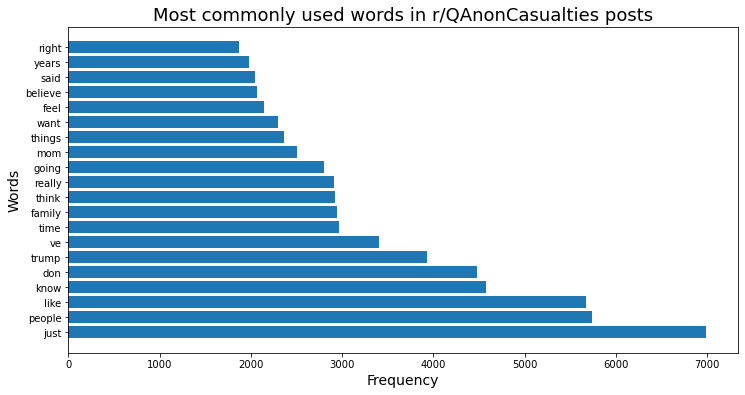 Most commonly used words in r/QAnonCasualties posts
Words
right
years
said
believe
feel
want
things
mom
going
really
think
family
time
ve
trump
don
know
like
people
just
0 1000 2000 3000 4000 5000 6000 7000
Frequency